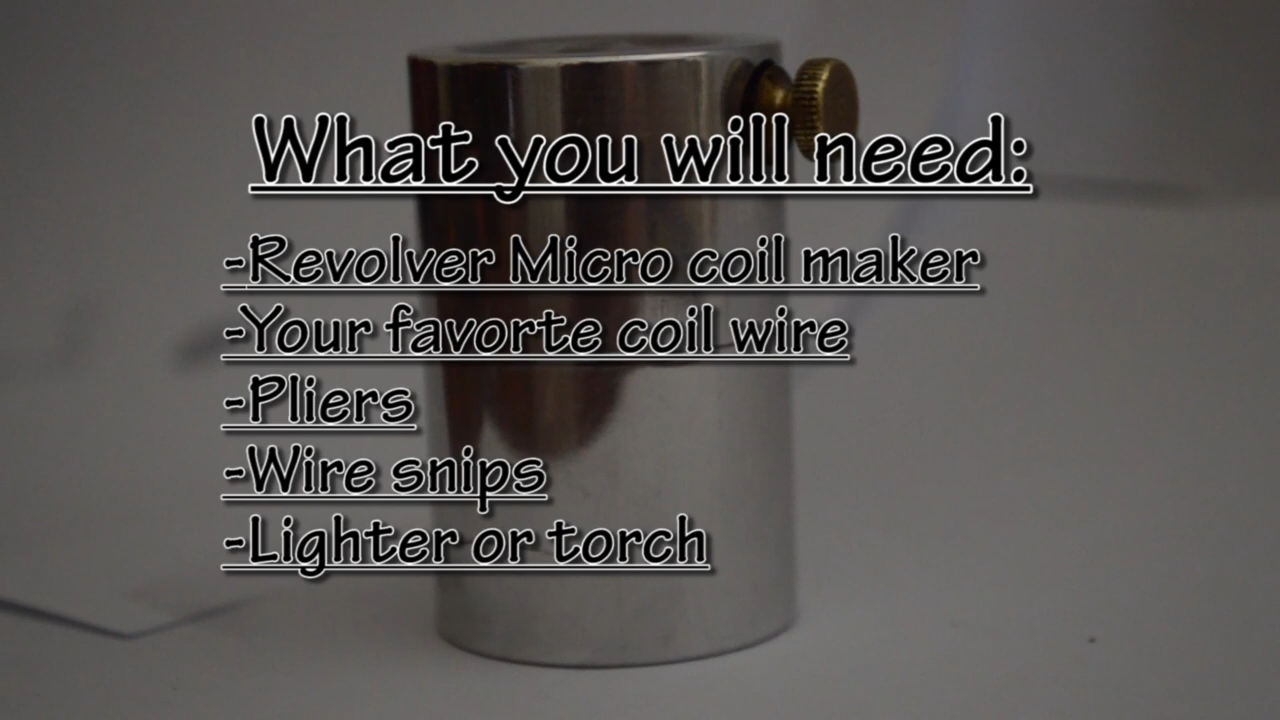 What you will need:
-Revolver Micro coil maker
-Your favorte coil wire
-Pliers
-Wire snips
-Lighter or torch